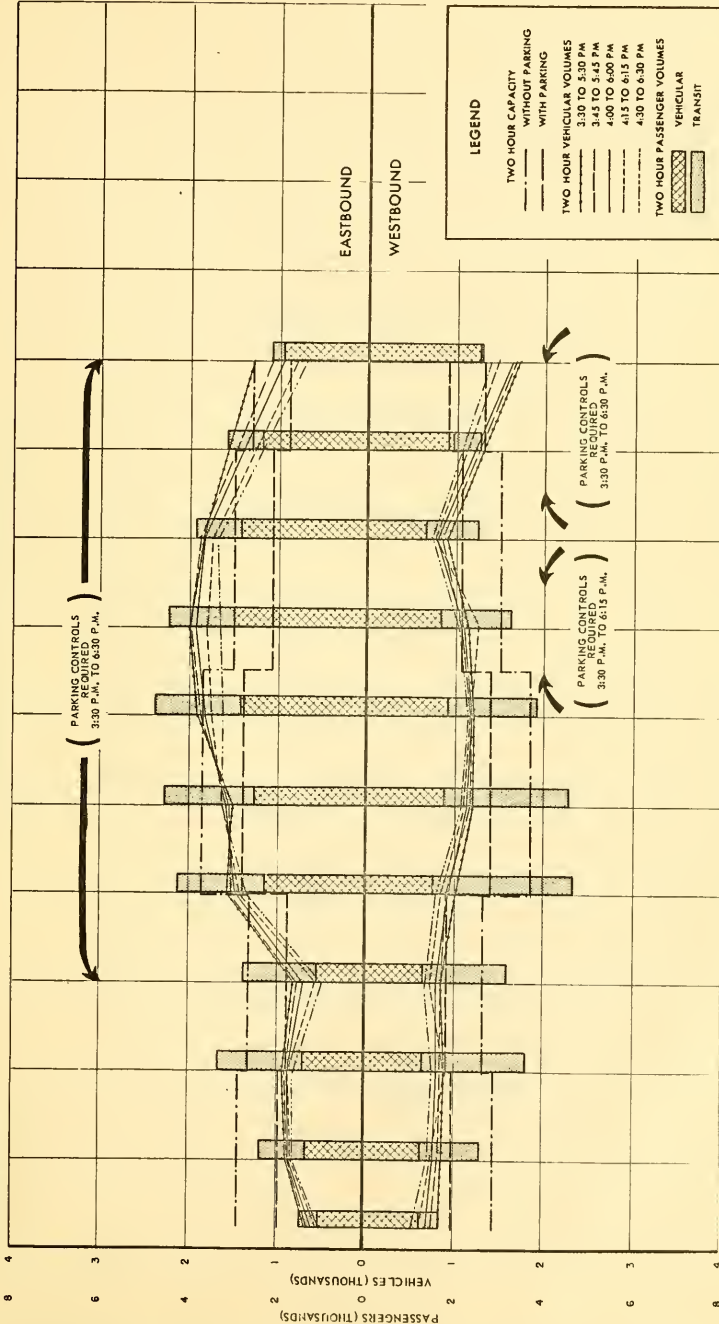 ( PARKING CONTROLS
REQUIRED
3:30 P.M. TO 6:30 P.M. )
EASTBOUND
WESTBOUND
( PARKING CONTROLS
REQUIRED
3:30 P.M. TO 6:15 P.M. )
( PARKING CONTROLS
REQUIRED
3:30 P.M. TO 6:30 P.M. )
LEGEND
TWO HOUR CAPACITY
WITHOUT PARKING
WITH PARKING
TWO HOUR VEHICULAR VOLUMES
3:30 TO 5:30 PM
3:45 TO 5:45 PM
4:00 TO 6:00 PM
4:15 TO 6:15 PM
4:30 TO 6:30 PM
TWO HOUR PASSENGER VOLUMES
VEHICULAR
TRANSIT
8 6 4 2 0 2 4 6 8
PASSENGERS (THOUSANDS)
4 3 2 1 0 1 2 3 4
VEHICLES (THOUSANDS)